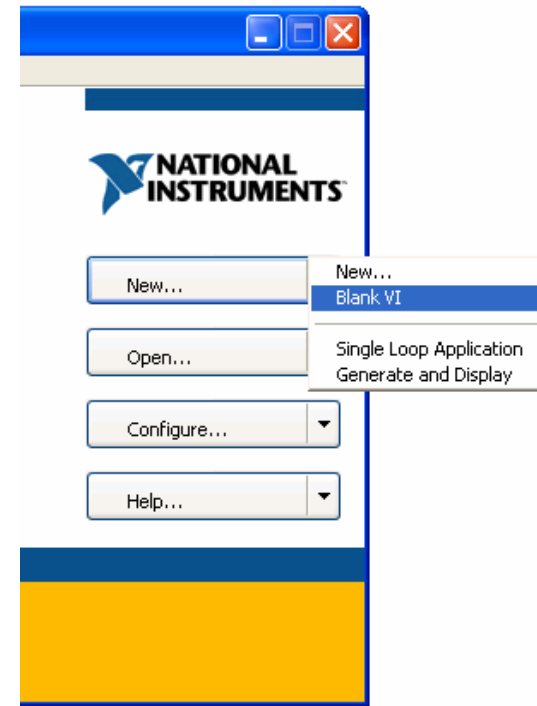 NATIONAL
INSTRUMENTS
New...
New...
Blank VI
Open...
Single Loop Application
Generate and Display
Configure...
Help...